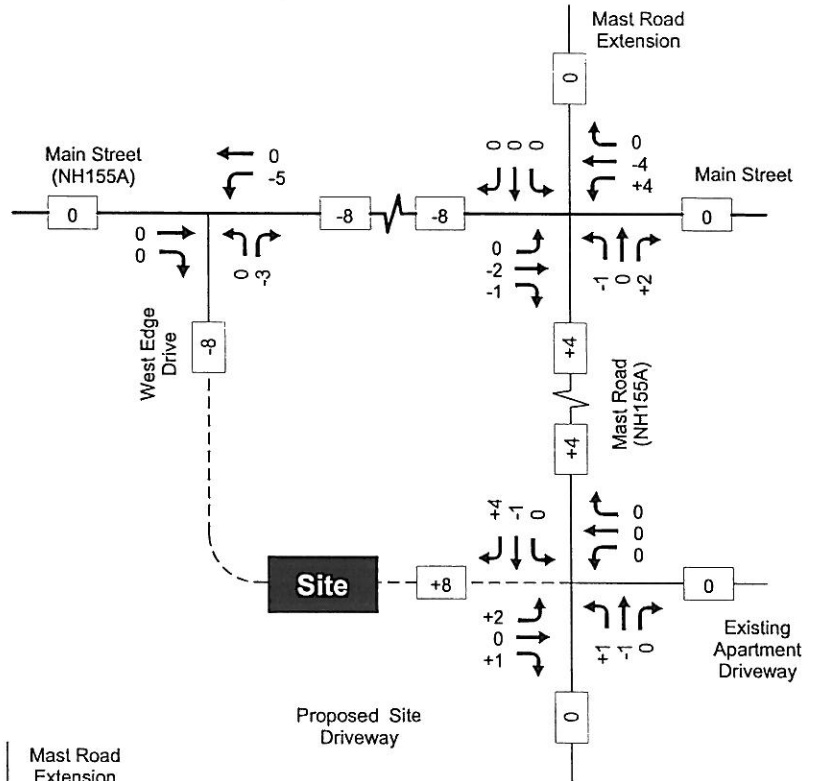 Mast Road
Extension
0
0 0 0
0
-4
+4
Main Street
(NH155A)
0
-5
Main Street
0
-8
-8
0
0
0
0
-3
0
-2
-1
-1
0
+2
West Edge
Drive
-8
+4
Mast Road
(NH155A)
+4
+4
-1
0
0
0
0
Site
+8
0
+2
0
+1
+1
-1
0
Existing
Apartment
Driveway
Proposed Site
Driveway
0
Mast Road
Extension